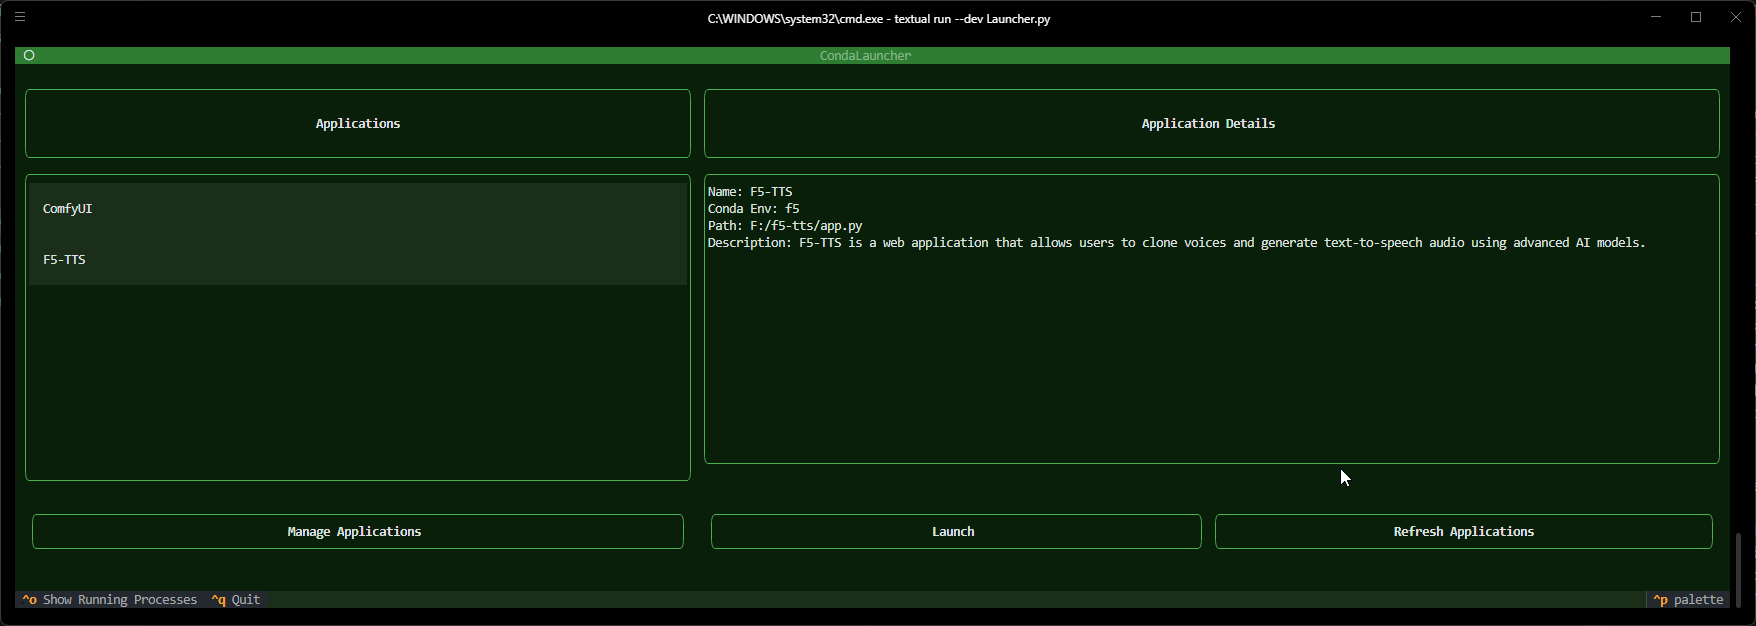 C:\WINDOWS\system32\cmd.exe - textual run --dev Launcher.py
CondaLauncher
Applications
Application Details
ComfyUI
F5-TTS
Name: F5-TTS
Conda Env: f5
Path: F:/f5-tts/app.py
Description: F5-TTS is a web application that allows users to clone voices and generate text-to-speech audio using advanced AI models.
Manage Applications
Launch
Refresh Applications
^o Show Running Processes ^q Quit
^p palette